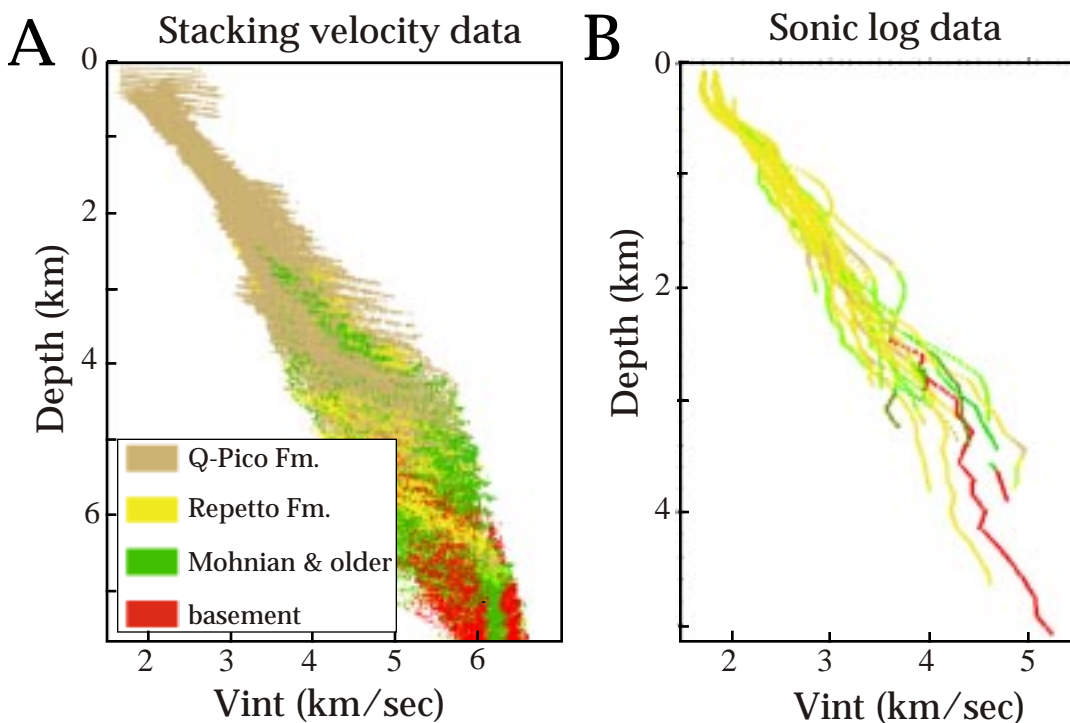 A
Stacking velocity data
0
2
4
6
Depth (km)
Q-Pico Fm.
Repetto Fm.
Mohnian & older
basement
2 3 4 5 6
Vint (km/sec)
B
Sonic log data
0
2
4
Depth (km)
2 3 4 5
Vint (km/sec)